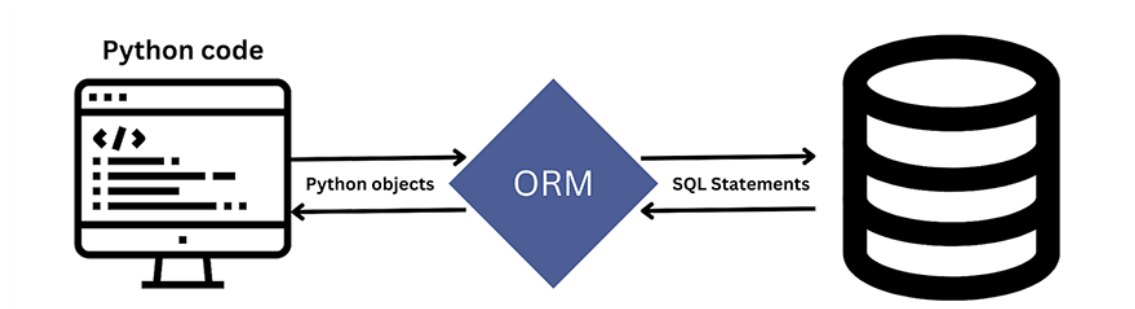 Python code
</>
Python objects
ORM
SQL Statements